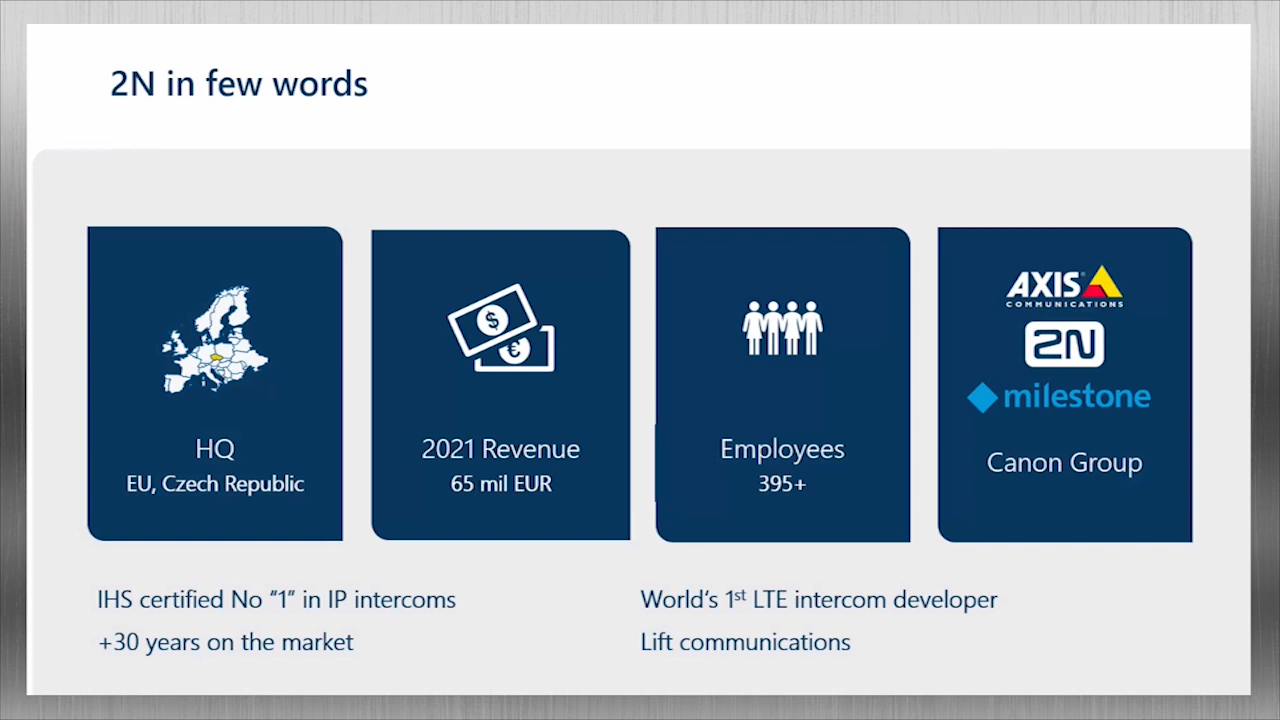 2N in few words
HQ
EU, Czech Republic
$
€
2021 Revenue
65 mil EUR
Employees
395+
AXIS
COMMUNICATIONS
2N
milestone
Canon Group
IHS certified No “1” in IP intercoms
+30 years on the market
World‘s 1st LTE intercom developer
Lift communications